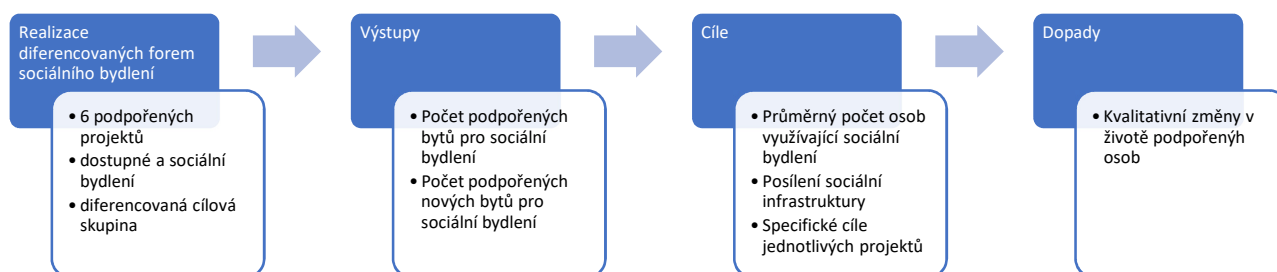 Realizace
diferencovaných forem
sociálního bydlení
• 6 podpořených
projektů
• dostupné a sociální
bydlení
• diferencovaná cílová
skupina
Výstupy
• Počet podpořených
bytů pro sociální
bydlení
• Počet podpořených
nových bytů pro
sociální bydlení
Cíle
• Průměrný počet osob
využívající sociální
bydlení
• Posílení sociální
infrastruktury
• Specifické cíle
jednotlivých projektů
Dopady
• Kvalitativní změny v
životě podpořenýh
osob